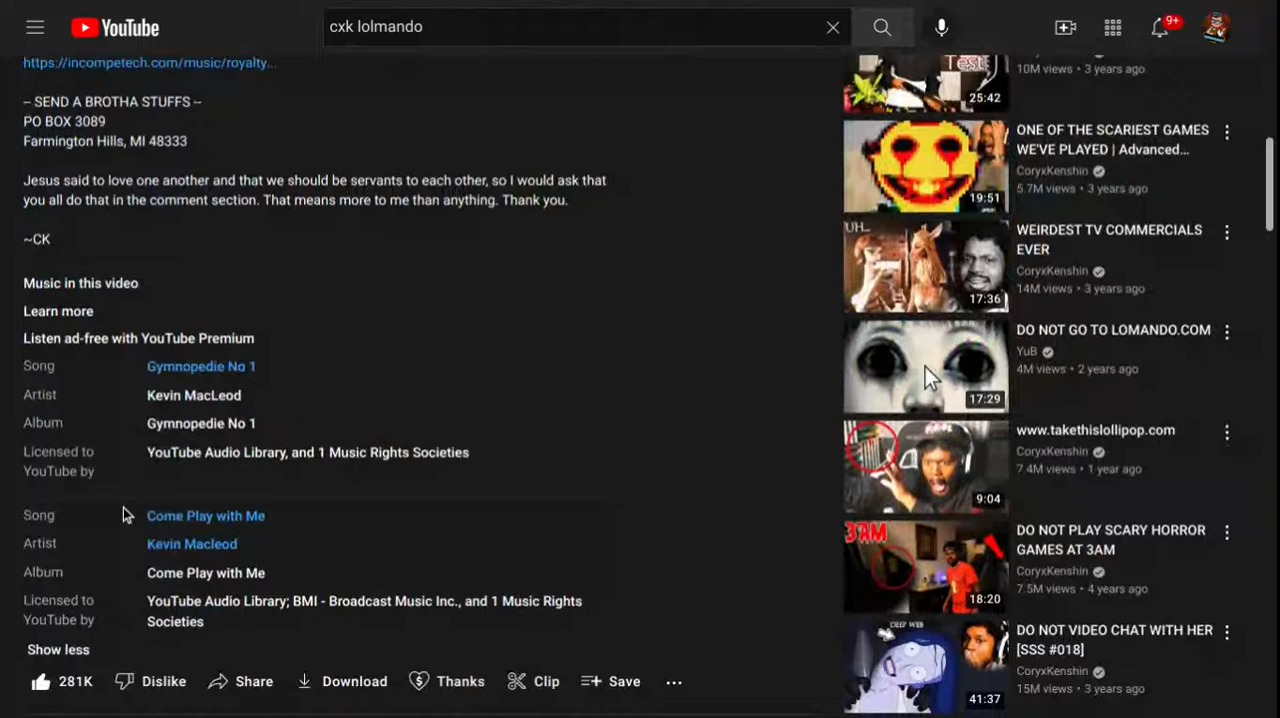 YouTube
cxk lolmando
9+
https://incompetech.com/music/royalty...
-- SEND A BROTHA STUFFS --
PO BOX 3089
Farmington Hills, MI 48333
Jesus said to love one another and that we should be servants to each other, so I would ask that
you all do that in the comment section. That means more to me than anything. Thank you.
~CK
Music in this video
Learn more
Listen ad-free with YouTube Premium
Song Gymnopedie No 1
Artist Kevin MacLeod
Album Gymnopedie No 1
Licensed to YouTube Audio Library, and 1 Music Rights Societies
YouTube by
Song Come Play with Me
Artist Kevin Macleod
Album Come Play with Me
Licensed to YouTube Audio Library; BMI - Broadcast Music Inc., and 1 Music Rights
YouTube by Societies
Show less
281K Dislike Share Download Thanks Clip Save
Test
25:42
10M views • 3 years ago
19:51
ONE OF THE SCARIEST GAMES
WE'VE PLAYED | Advanced...
CoryxKenshin
5.7M views • 3 years ago
UH...
17:36
WEIRDEST TV COMMERCIALS
EVER
CoryxKenshin
14M views • 3 years ago
17:29
DO NOT GO TO LOMANDO.COM
YuB
4M views • 2 years ago
9:04
www.takethislollipop.com
CoryxKenshin
7.4M views • 1 year ago
3AM
18:20
DO NOT PLAY SCARY HORROR
GAMES AT 3AM
CoryxKenshin
7.5M views • 4 years ago
DEEP WEB
41:37
DO NOT VIDEO CHAT WITH HER
[SSS #018]
CoryxKenshin
15M views • 3 years ago